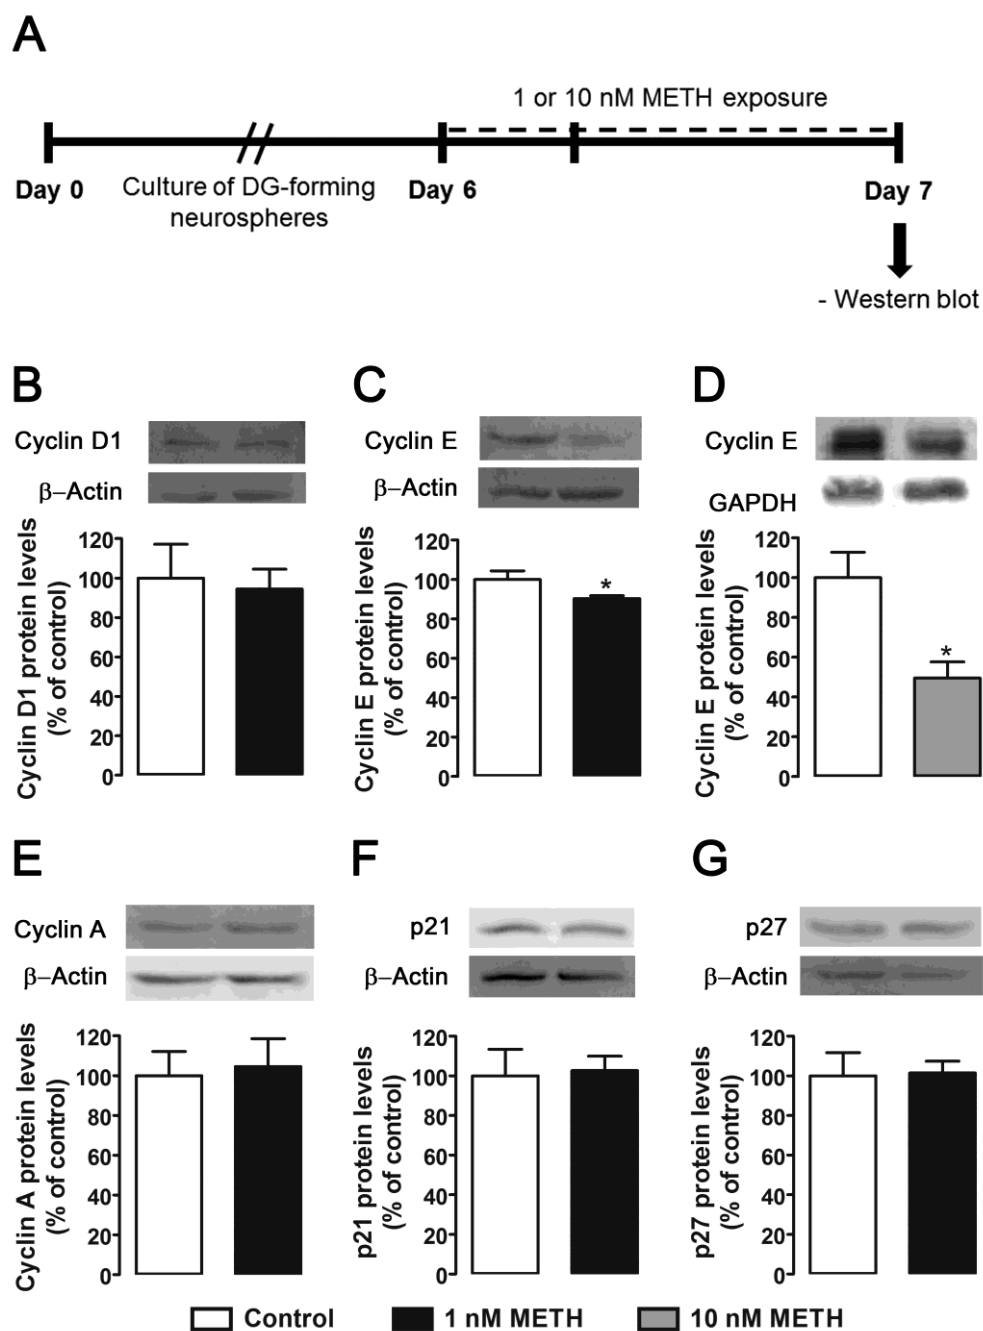 A
1 or 10 nM METH exposure
Day 0
Culture of DG-forming
neurospheres
Day 6
Day 7
- Western blot
B
Cyclin D1
β–Actin
Cyclin D1 protein levels
(% of control)
120
100
80
60
40
20
0
C
Cyclin E
β–Actin
Cyclin E protein levels
(% of control)
120
100
80
60
40
20
0
*
D
Cyclin E
GAPDH
Cyclin E protein levels
(% of control)
120
100
80
60
40
20
0
*
E
Cyclin A
β–Actin
Cyclin A protein levels
(% of control)
120
100
80
60
40
20
0
F
p21
β–Actin
p21 protein levels
(% of control)
120
100
80
60
40
20
0
G
p27
β–Actin
p27 protein levels
(% of control)
120
100
80
60
40
20
0
Control
1 nM METH
10 nM METH